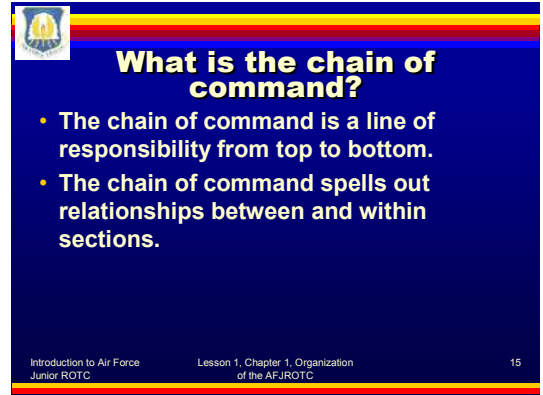 What is the chain of
command?
• The chain of command is a line of
responsibility from top to bottom.
• The chain of command spells out
relationships between and within
sections.
Introduction to Air Force
Junior ROTC
Lesson 1, Chapter 1, Organization
of the AFJROTC
15